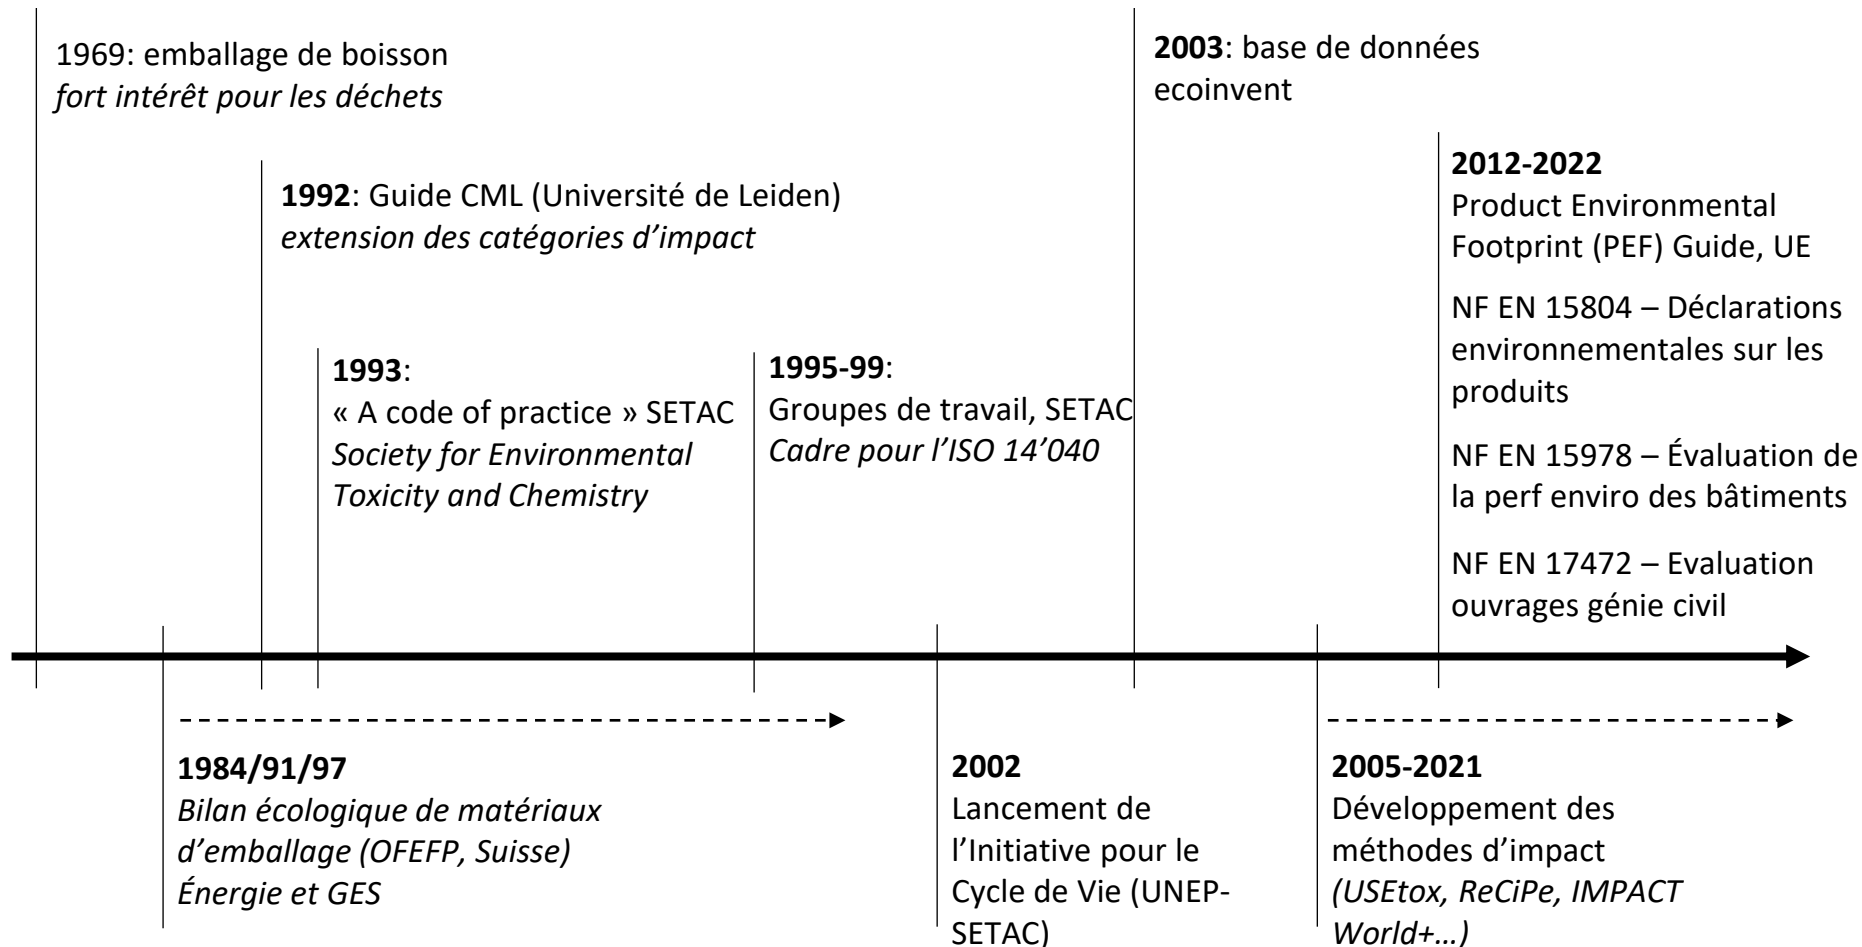 1969: emballage de boisson
fort intérêt pour les déchets
2003: base de données
ecoinvent
1992: Guide CML (Université de Leiden)
extension des catégories d’impact
2012-2022
Product Environmental
Footprint (PEF) Guide, UE
NF EN 15804 – Déclarations
environnementales sur les
produits
NF EN 15978 – Évaluation de
la perf enviro des bâtiments
NF EN 17472 – Evaluation
ouvrages génie civil
1993:
« A code of practice » SETAC
Society for Environmental
Toxicity and Chemistry
1995-99:
Groupes de travail, SETAC
Cadre pour l’ISO 14’040
1984/91/97
Bilan écologique de matériaux
d’emballage (OFEFP, Suisse)
Énergie et GES
2002
Lancement de
l’Initiative pour le
Cycle de Vie (UNEP-
SETAC)
2005-2021
Développement des
méthodes d’impact
(USEtox, ReCiPe, IMPACT
World+…)